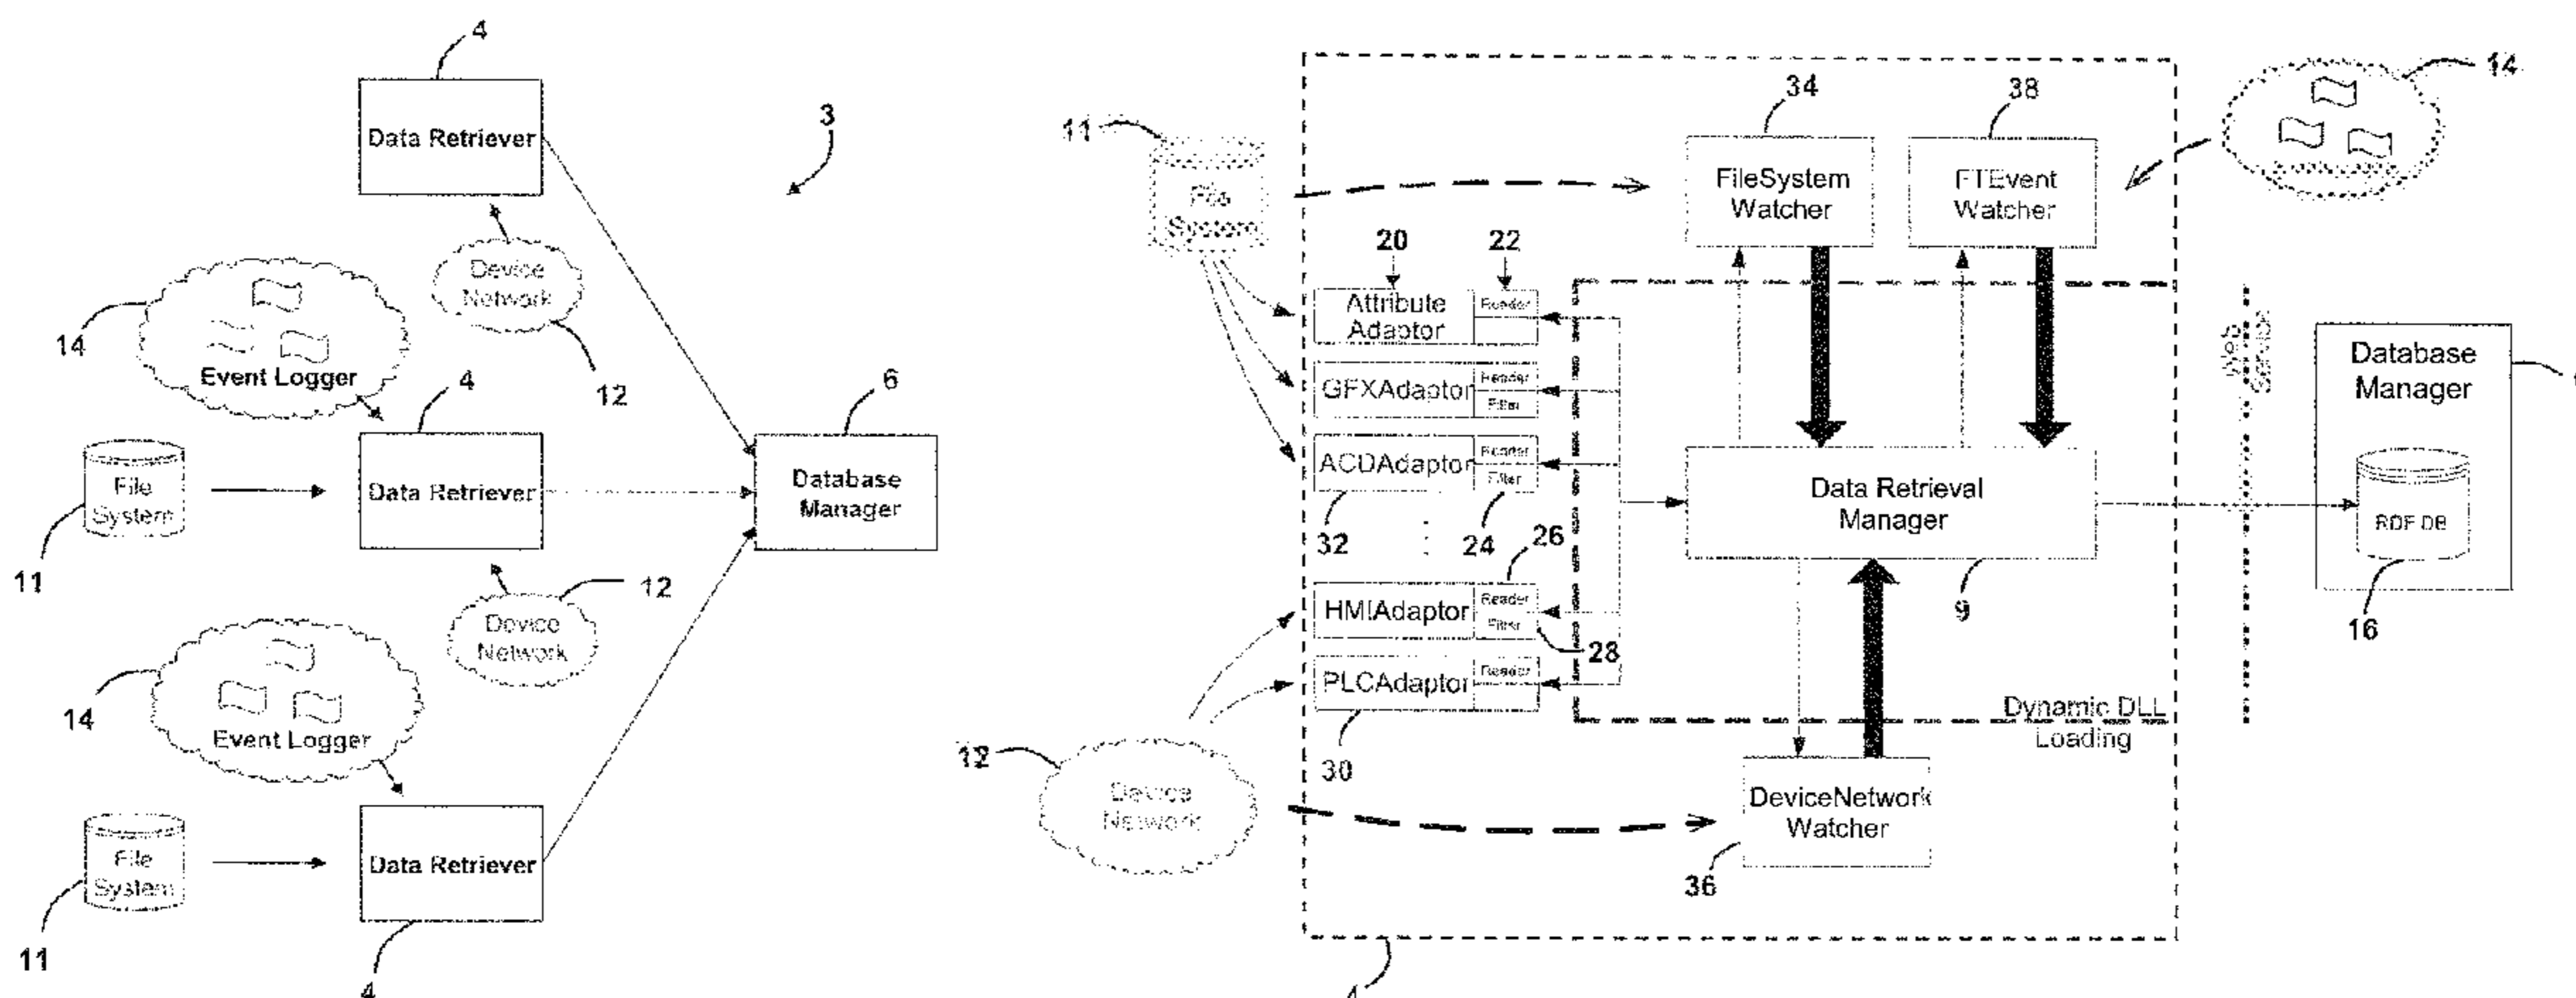 4
Data Retriever
3
Device
Network
14
Event Logger
12
4
6
File
System
Data Retriever
Database
Manager
11
12
Device
Network
14
Event Logger
File
System
Data Retriever
11
4
34
38
14
11
File
System
FileSystem
Watcher
FTEvent
Watcher
20
22
Attribute
Adaptor
Reader
GFXAdaptor
Reader
Filter
ACDAdaptor
Reader
Filter
32
24
26
HMIAdaptor
Reader
Filter
28
PLCAdaptor
Reader
30
Data Retrieval
Manager
9
Web
Service
Database
Manager
RDF DB
16
Dynamic DLL
Loading
12
Device
Network
DeviceNetwork
Watcher
36
4